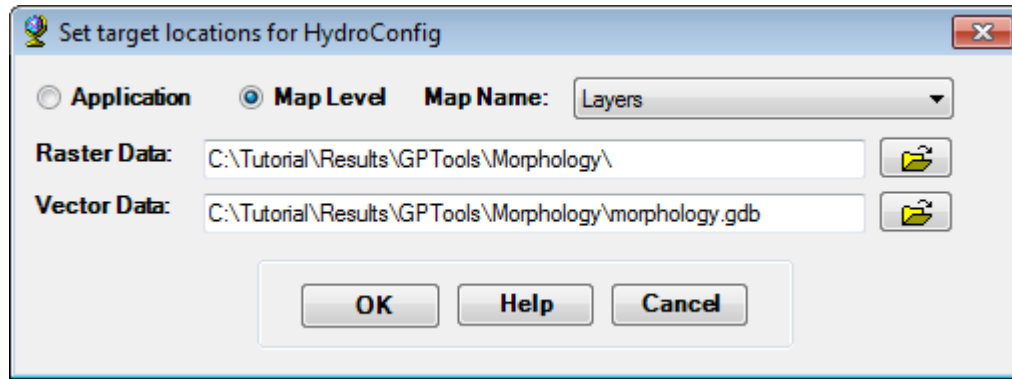 Set target locations for HydroConfig
Application Map Level Map Name: Layers
Raster Data: C:\Tutorial\Results\GPTools\Morphology\
Vector Data: C:\Tutorial\Results\GPTools\Morphology\morphology.gdb
OK Help Cancel